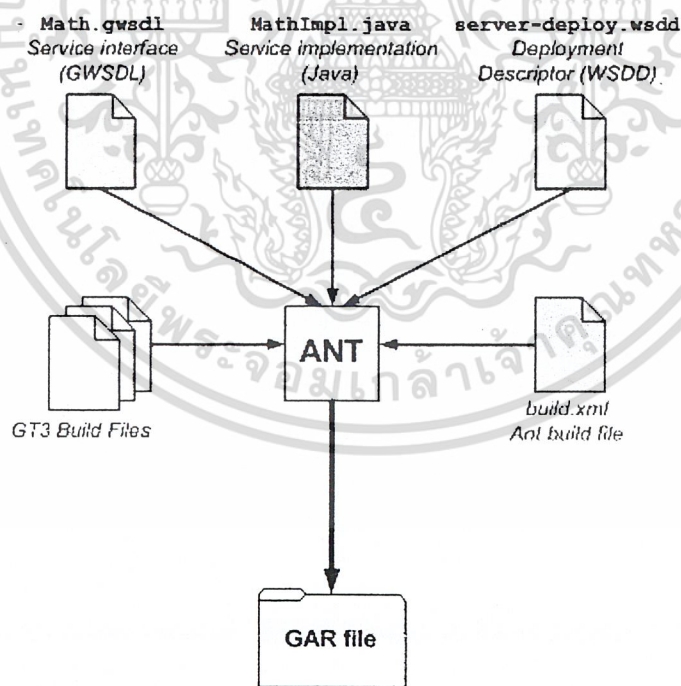 Math.gwsdl
Service interface
(GWSDL)
MathImpl.java
Service implementation
(Java)
server-deploy.wsdd
Deployment
Descriptor (WSDD)
ANT
GT3 Build Files
build.xml
Ant build file
GAR file